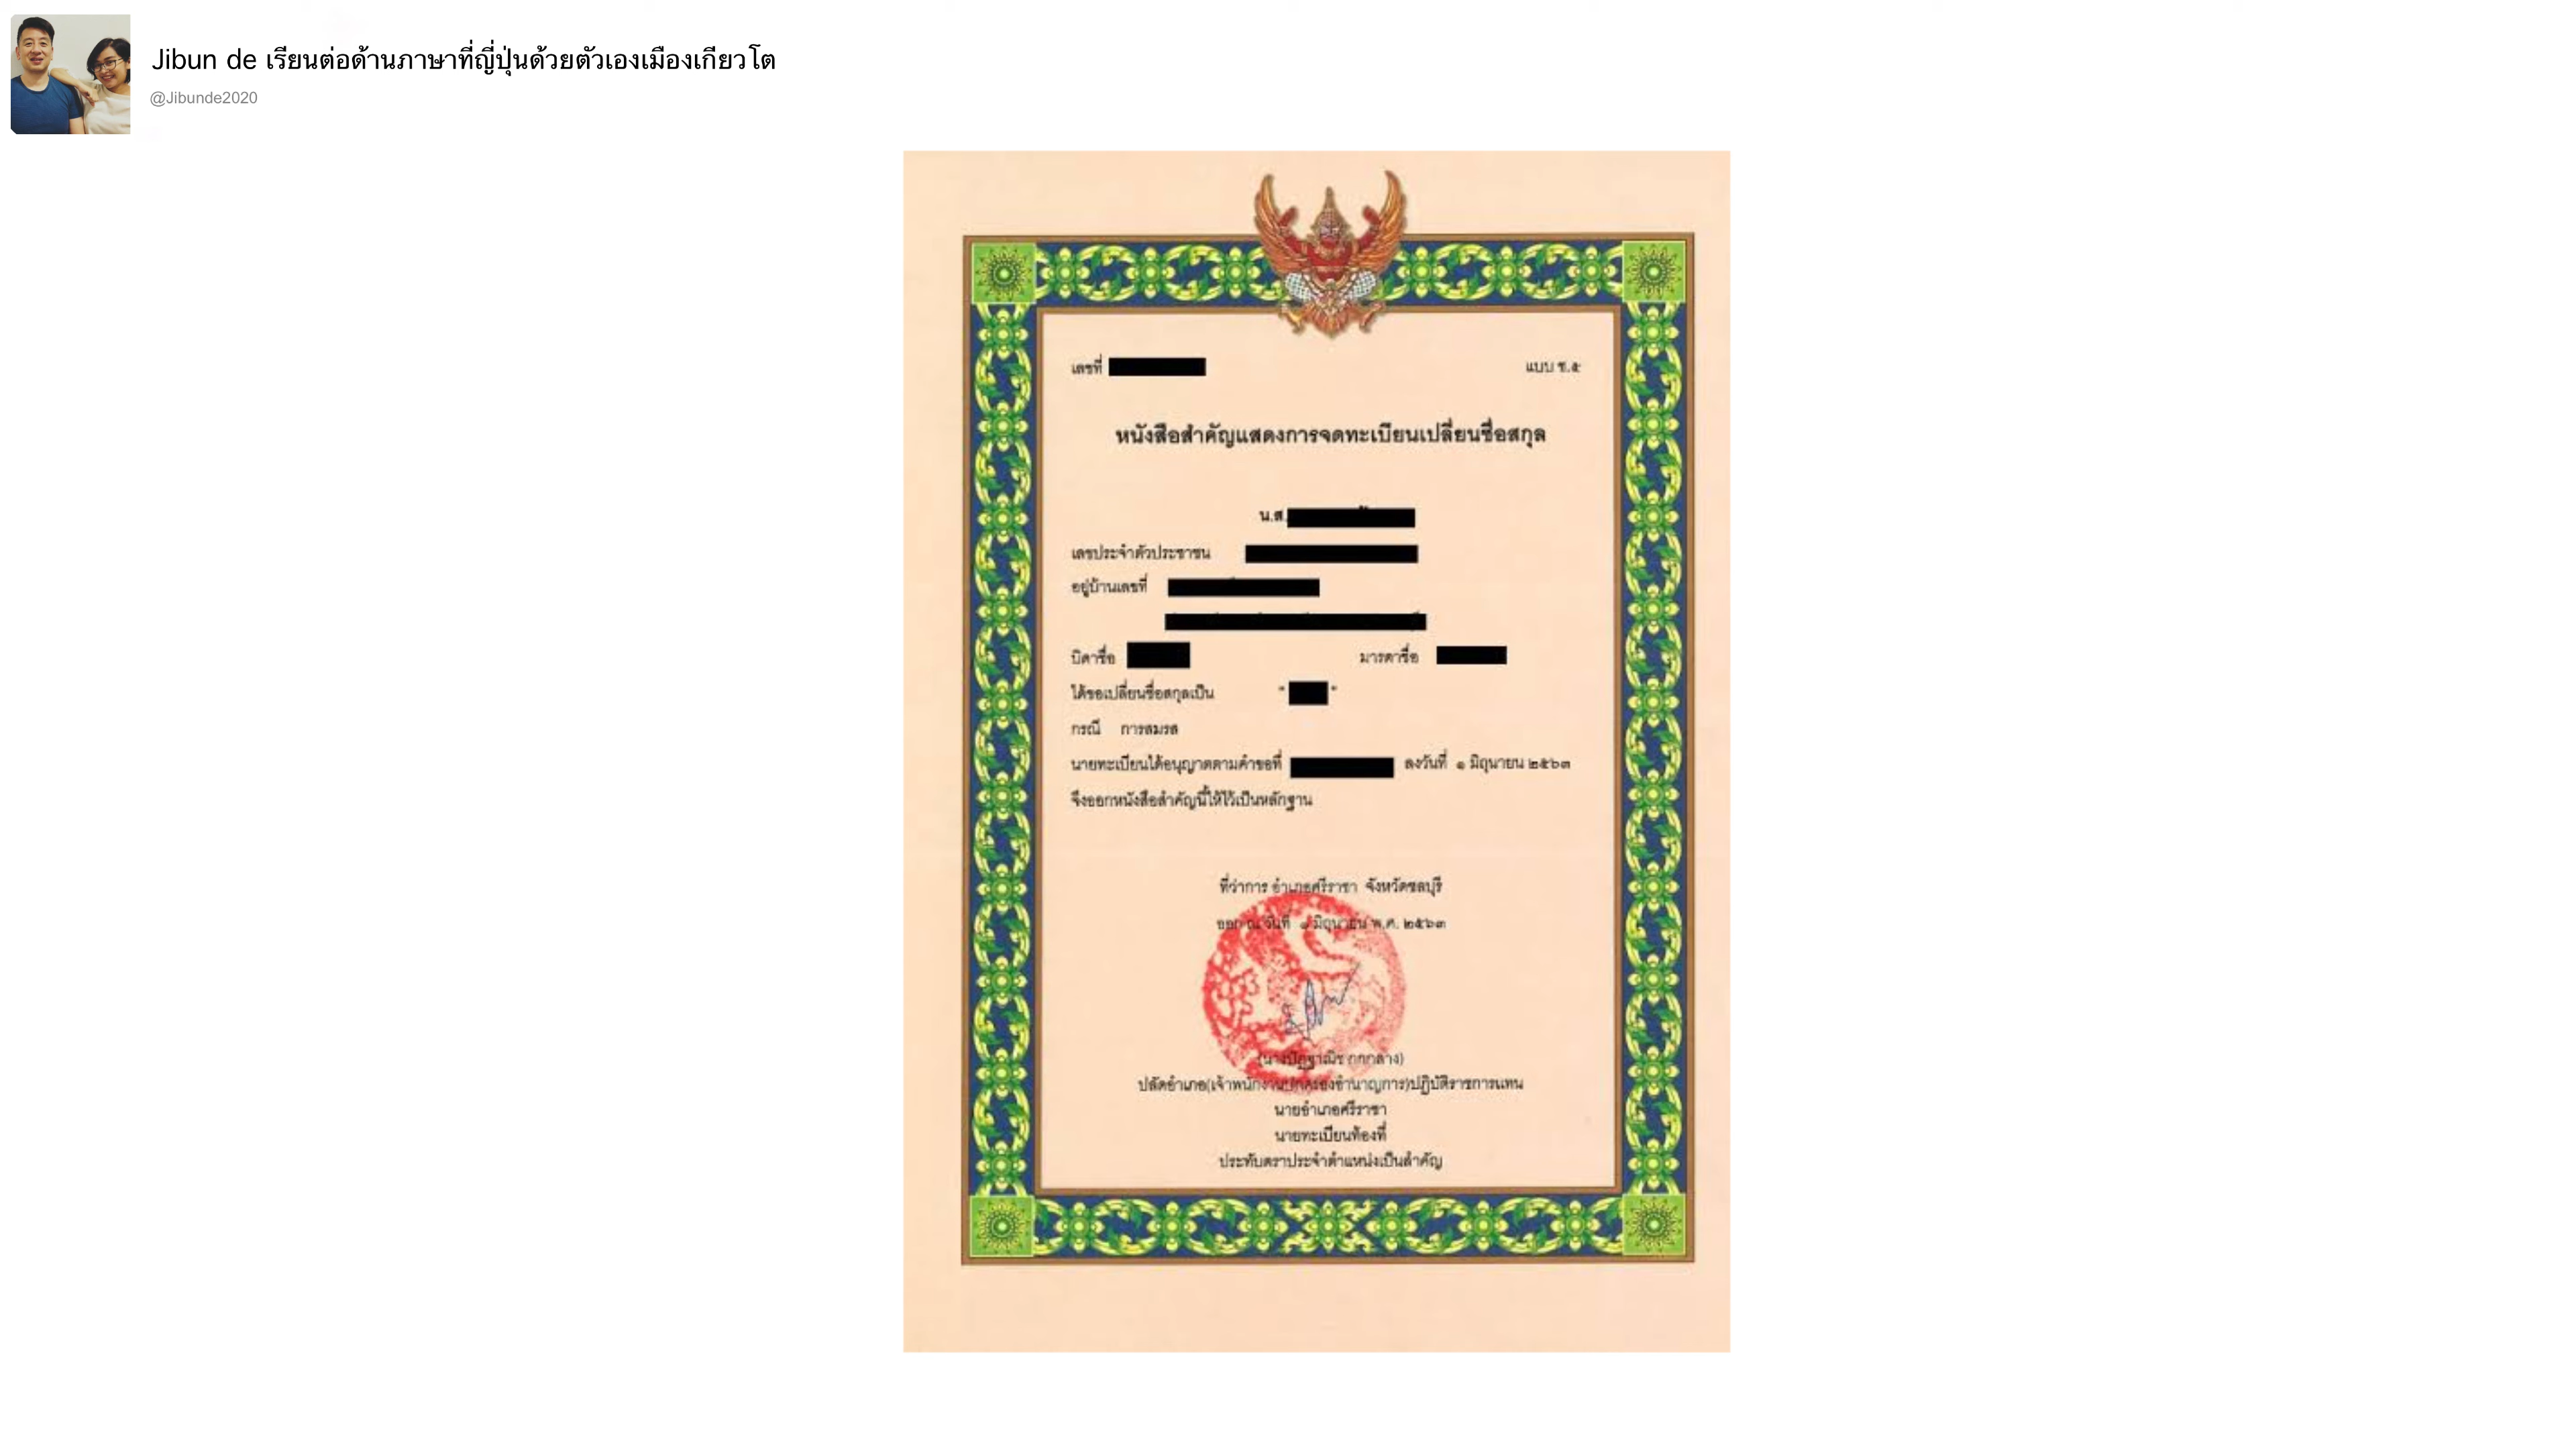 Jibun de เรียนต่อด้านภาษาที่ญี่ปุ่นด้วยตัวเองเมืองเกียวโต
@Jibunde2020
เลขที่
แบบ ช.๕
หนังสือสำคัญแสดงการจดทะเบียนเปลี่ยนชื่อสกุล
น.ส.
เลขประจำตัวประชาชน
อยู่บ้านเลขที่
บิดาชื่อ มารดาชื่อ
ได้ขอเปลี่ยนชื่อสกุลเป็น " "
กรณี การสมรส
นายทะเบียนได้อนุญาตตามคำขอที่ ลงวันที่ ๑ มิถุนายน ๒๕๖๓
จึงออกหนังสือสำคัญนี้ให้ไว้เป็นหลักฐาน
ที่ว่าการ อำเภอศรีราชา จังหวัดชลบุรี
ออก ณ วันที่ ๑ มิถุนายน พ.ศ. ๒๕๖๓
ปลัดอำเภอ(เจ้าพนักงานปกครองชำนาญการ)ปฏิบัติราชการแทน
นายอำเภอศรีราชา
นายทะเบียนท้องที่
ประทับตราประจำตำแหน่งเป็นสำคัญ